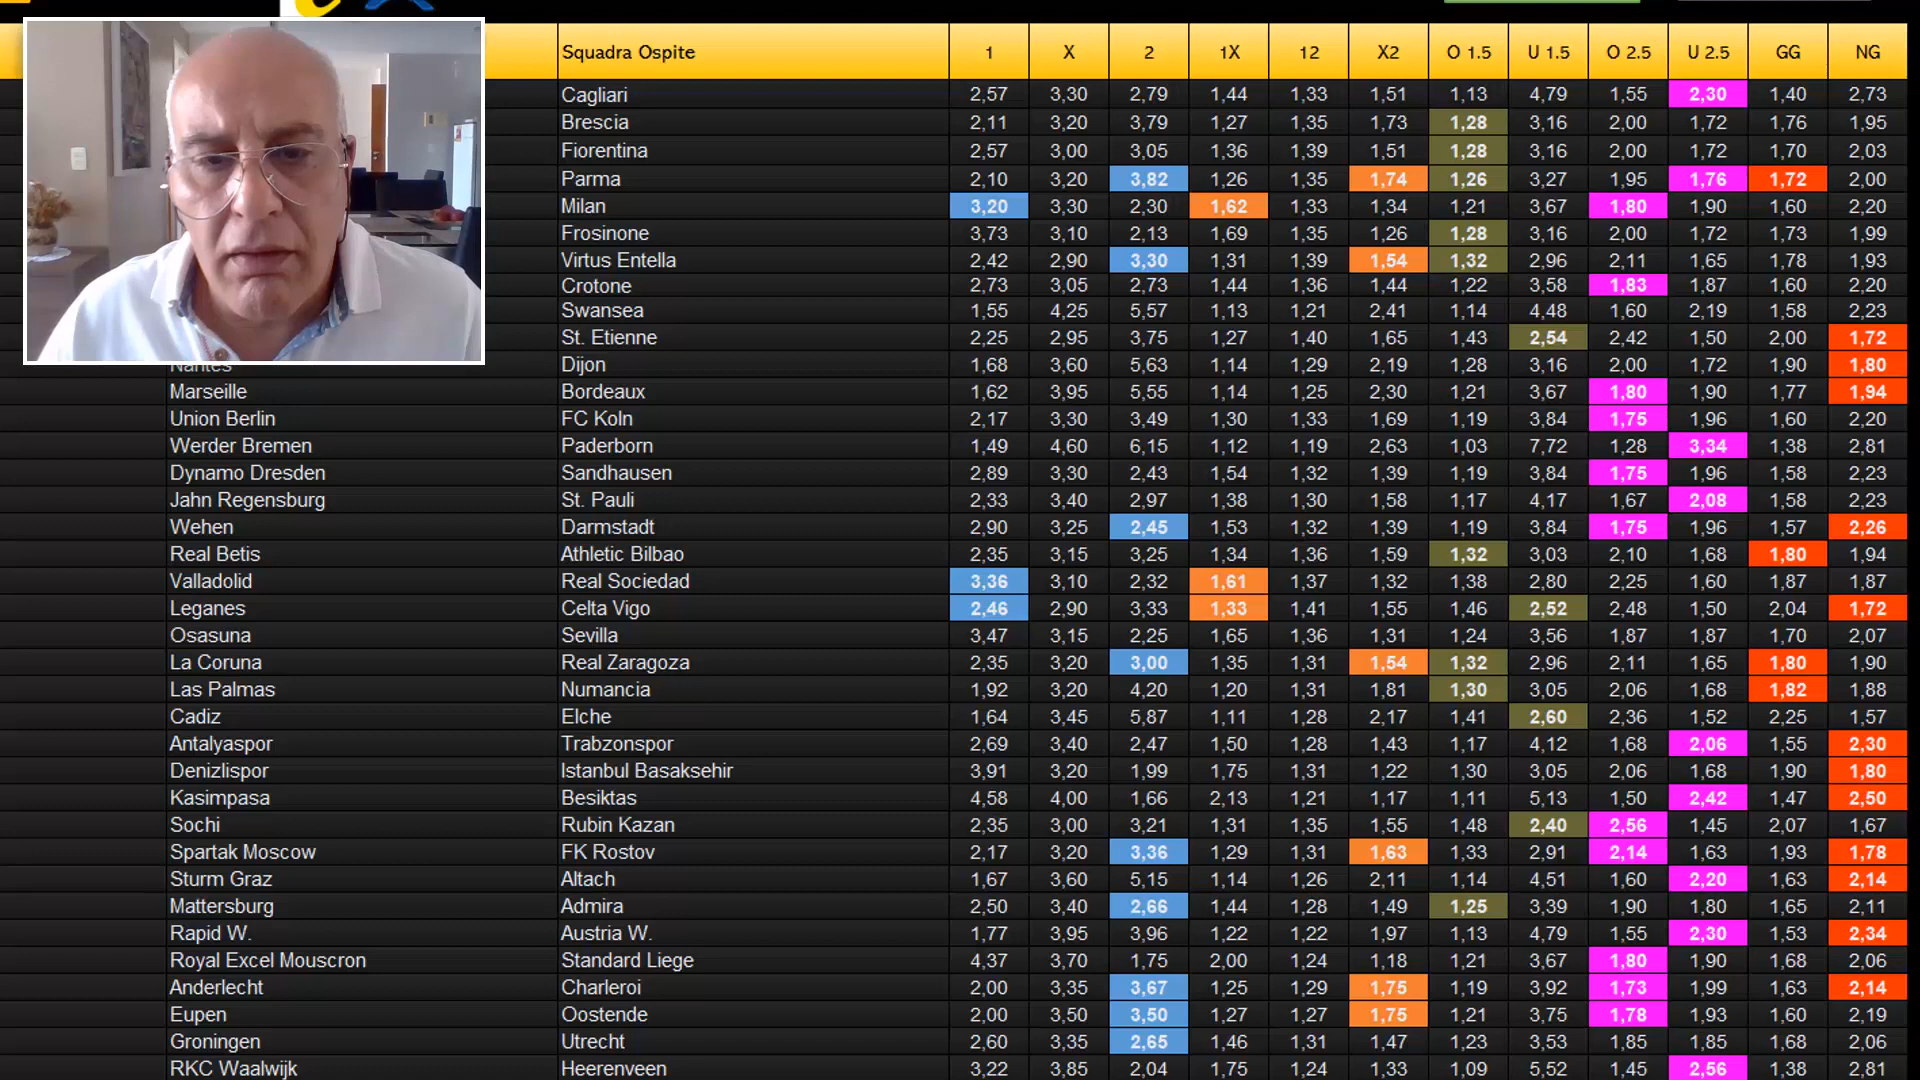 Squadra Ospite 1 X 2 1X 12 X2 O 1.5 U 1.5 O 2.5 U 2.5 GG NG
Cagliari 2,57 3,30 2,79 1,44 1,33 1,51 1,13 4,79 1,55 2,30 1,40 2,73
Brescia 2,11 3,20 3,79 1,27 1,35 1,73 1,28 3,16 2,00 1,72 1,76 1,95
Fiorentina 2,57 3,00 3,05 1,36 1,39 1,51 1,28 3,16 2,00 1,72 1,70 2,03
Parma 2,10 3,20 3,82 1,26 1,35 1,74 1,26 3,27 1,95 1,76 1,72 2,00
Milan 3,20 3,30 2,30 1,62 1,33 1,34 1,21 3,67 1,80 1,90 1,60 2,20
Frosinone 3,73 3,10 2,13 1,69 1,35 1,26 1,28 3,16 2,00 1,72 1,73 1,99
Virtus Entella 2,42 2,90 3,30 1,31 1,39 1,54 1,32 2,96 2,11 1,65 1,78 1,93
Crotone 2,73 3,05 2,73 1,44 1,36 1,44 1,22 3,58 1,83 1,87 1,60 2,20
Swansea 1,55 4,25 5,57 1,13 1,21 2,41 1,14 4,48 1,60 2,19 1,58 2,23
St. Etienne 2,25 2,95 3,75 1,27 1,40 1,65 1,43 2,54 2,42 1,50 2,00 1,72
Nantes Dijon 1,68 3,60 5,63 1,14 1,29 2,19 1,28 3,16 2,00 1,72 1,90 1,80
Marseille Bordeaux 1,62 3,95 5,55 1,14 1,25 2,30 1,21 3,67 1,80 1,90 1,77 1,94
Union Berlin FC Koln 2,17 3,30 3,49 1,30 1,33 1,69 1,19 3,84 1,75 1,96 1,60 2,20
Werder Bremen Paderborn 1,49 4,60 6,15 1,12 1,19 2,63 1,03 7,72 1,28 3,34 1,38 2,81
Dynamo Dresden Sandhausen 2,89 3,30 2,43 1,54 1,32 1,39 1,19 3,84 1,75 1,96 1,58 2,23
Jahn Regensburg St. Pauli 2,33 3,40 2,97 1,38 1,30 1,58 1,17 4,17 1,67 2,08 1,58 2,23
Wehen Darmstadt 2,90 3,25 2,45 1,53 1,32 1,39 1,19 3,84 1,75 1,96 1,57 2,26
Real Betis Athletic Bilbao 2,35 3,15 3,25 1,34 1,36 1,59 1,32 3,03 2,10 1,68 1,80 1,94
Valladolid Real Sociedad 3,36 3,10 2,32 1,61 1,37 1,32 1,38 2,80 2,25 1,60 1,87 1,87
Leganes Celta Vigo 2,46 2,90 3,33 1,33 1,41 1,55 1,46 2,52 2,48 1,50 2,04 1,72
Osasuna Sevilla 3,47 3,15 2,25 1,65 1,36 1,31 1,24 3,56 1,87 1,87 1,70 2,07
La Coruna Real Zaragoza 2,35 3,20 3,00 1,35 1,31 1,54 1,32 2,96 2,11 1,65 1,80 1,90
Las Palmas Numancia 1,92 3,20 4,20 1,20 1,31 1,81 1,30 3,05 2,06 1,68 1,82 1,88
Cadiz Elche 1,64 3,45 5,87 1,11 1,28 2,17 1,41 2,60 2,36 1,52 2,25 1,57
Antalyaspor Trabzonspor 2,69 3,40 2,47 1,50 1,28 1,43 1,17 4,12 1,68 2,06 1,55 2,30
Denizlispor Istanbul Basaksehir 3,91 3,20 1,99 1,75 1,31 1,22 1,30 3,05 2,06 1,68 1,90 1,80
Kasimpasa Besiktas 4,58 4,00 1,66 2,13 1,21 1,17 1,11 5,13 1,50 2,42 1,47 2,50
Sochi Rubin Kazan 2,35 3,00 3,21 1,31 1,35 1,55 1,48 2,40 2,56 1,45 2,07 1,67
Spartak Moscow FK Rostov 2,17 3,20 3,36 1,29 1,31 1,63 1,33 2,91 2,14 1,63 1,93 1,78
Sturm Graz Altach 1,67 3,60 5,15 1,14 1,26 2,11 1,14 4,51 1,60 2,20 1,63 2,14
Mattersburg Admira 2,50 3,40 2,66 1,44 1,28 1,49 1,25 3,39 1,90 1,80 1,65 2,11
Rapid W. Austria W. 1,77 3,95 3,96 1,22 1,22 1,97 1,13 4,79 1,55 2,30 1,53 2,34
Royal Excel Mouscron Standard Liege 4,37 3,70 1,75 2,00 1,24 1,18 1,21 3,67 1,80 1,90 1,68 2,06
Anderlecht Charleroi 2,00 3,35 3,67 1,25 1,29 1,75 1,19 3,92 1,73 1,99 1,63 2,14
Eupen Oostende 2,00 3,50 3,50 1,27 1,27 1,75 1,21 3,75 1,78 1,93 1,60 2,19
Groningen Utrecht 2,60 3,35 2,65 1,46 1,31 1,47 1,23 3,53 1,85 1,85 1,68 2,06
RKC Waalwijk Heerenveen 3,22 3,85 2,04 1,75 1,24 1,33 1,09 5,52 1,45 2,56 1,38 2,81